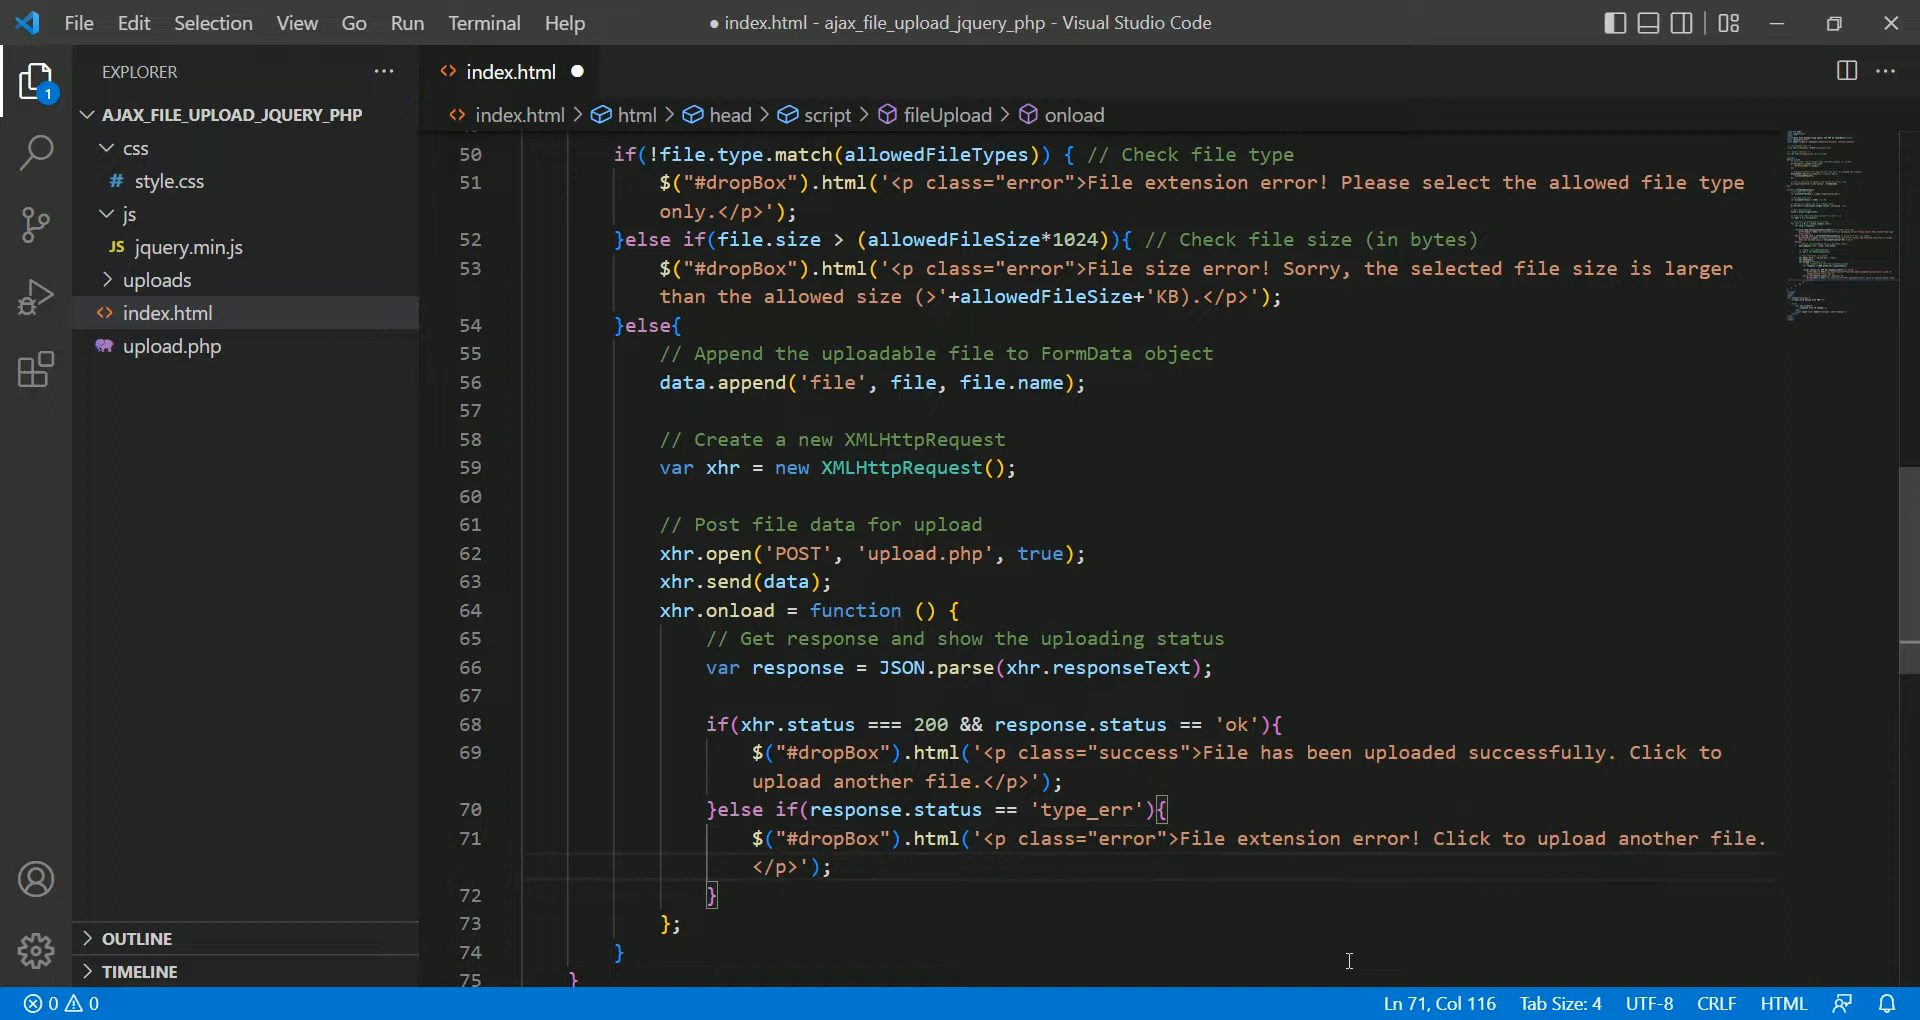 File Edit Selection View Go Run Terminal Help
● index.html - ajax_file_upload_jquery_php - Visual Studio Code
EXPLORER ···
1
AJAX_FILE_UPLOAD_JQUERY_PHP
css
# style.css
js
JS jquery.min.js
uploads
<> index.html
upload.php
OUTLINE
TIMELINE
<> index.html ● ···
<> index.html > html > head > script > fileUpload > onload
50 if(!file.type.match(allowedFileTypes)) { // Check file type
51 $("#dropBox").html('<p class="error">File extension error! Please select the allowed file type
only.</p>');
52 }else if(file.size > (allowedFileSize*1024)){ // Check file size (in bytes)
53 $("#dropBox").html('<p class="error">File size error! Sorry, the selected file size is larger
than the allowed size (>'+allowedFileSize+'KB).</p>');
54 }else{
55 // Append the uploadable file to FormData object
56 data.append('file', file, file.name);
57
58 // Create a new XMLHttpRequest
59 var xhr = new XMLHttpRequest();
60
61 // Post file data for upload
62 xhr.open('POST', 'upload.php', true);
63 xhr.send(data);
64 xhr.onload = function () {
65 // Get response and show the uploading status
66 var response = JSON.parse(xhr.responseText);
67
68 if(xhr.status === 200 && response.status == 'ok'){
69 $("#dropBox").html('<p class="success">File has been uploaded successfully. Click to
upload another file.</p>');
70 }else if(response.status == 'type_err'){
71 $("#dropBox").html('<p class="error">File extension error! Click to upload another file.
</p>');
72 }
73 };
74 }
75 }
0 0 Ln 71, Col 116 Tab Size: 4 UTF-8 CRLF HTML